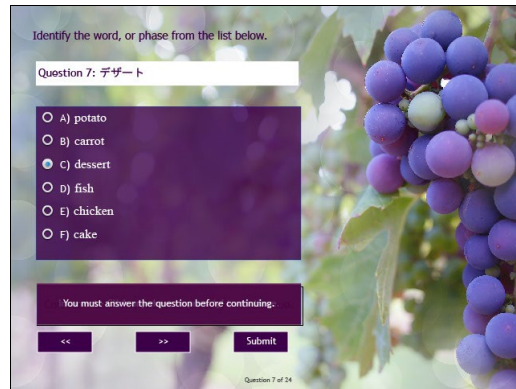 Identify the word, or phase from the list below.
Question 7: デザート
A) potato
B) carrot
C) dessert
D) fish
E) chicken
F) cake
You must answer the question before continuing.
<<
>>
Submit
Question 7 of 24